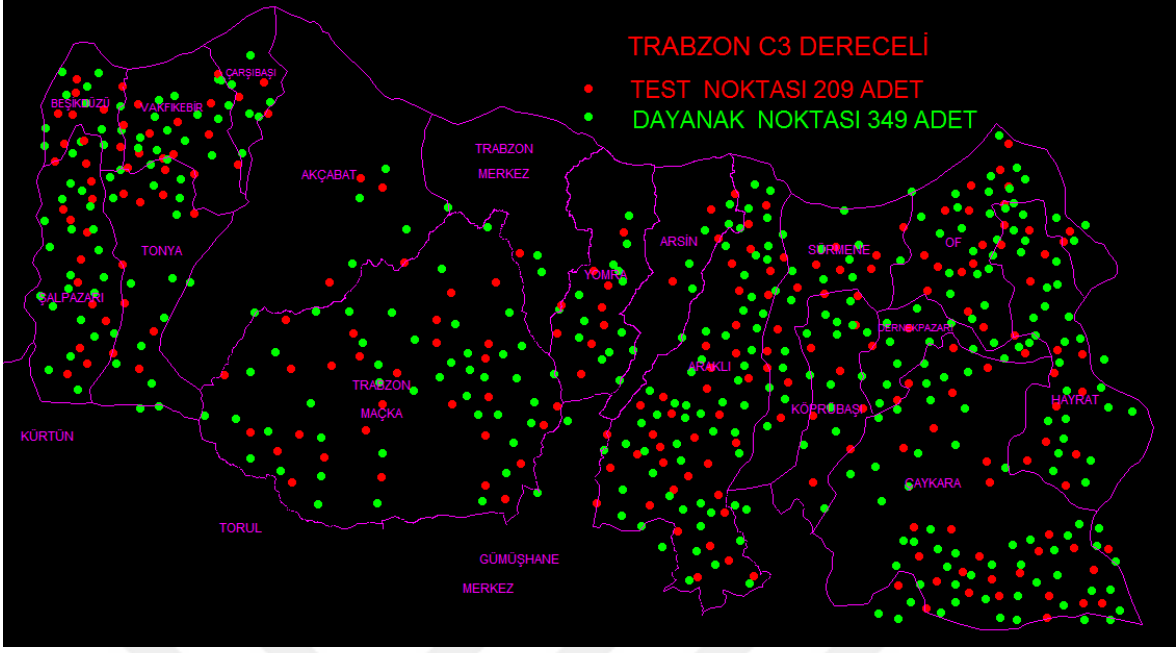 TRABZON C3 DERECELİ
TEST NOKTASI 209 ADET
DAYANAK NOKTASI 349 ADET
ÇARŞIBAŞI
BEŞİKDÜZÜ
VAKFIKEBİR
TRABZON
MERKEZ
AKÇABAT
TONYA
ARSİN
SÜRMENE
OF
YOMRA
ŞALPAZARI
DERNEKPAZARI
ARAKLI
TRABZON
MAÇKA
KÖPRÜBAŞI
HAYRAT
KÜRTÜN
ÇAYKARA
TORUL
GÜMÜŞHANE
MERKEZ